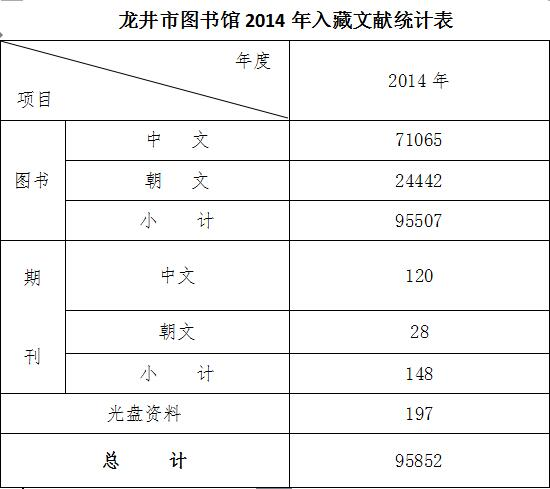 龙井市图书馆 2014 年入藏文献统计表
年度
项目
2014 年
图书
中 文 71065
朝 文 24442
小 计 95507
期刊
中文 120
朝文 28
小 计 148
光盘资料 197
总 计 95852